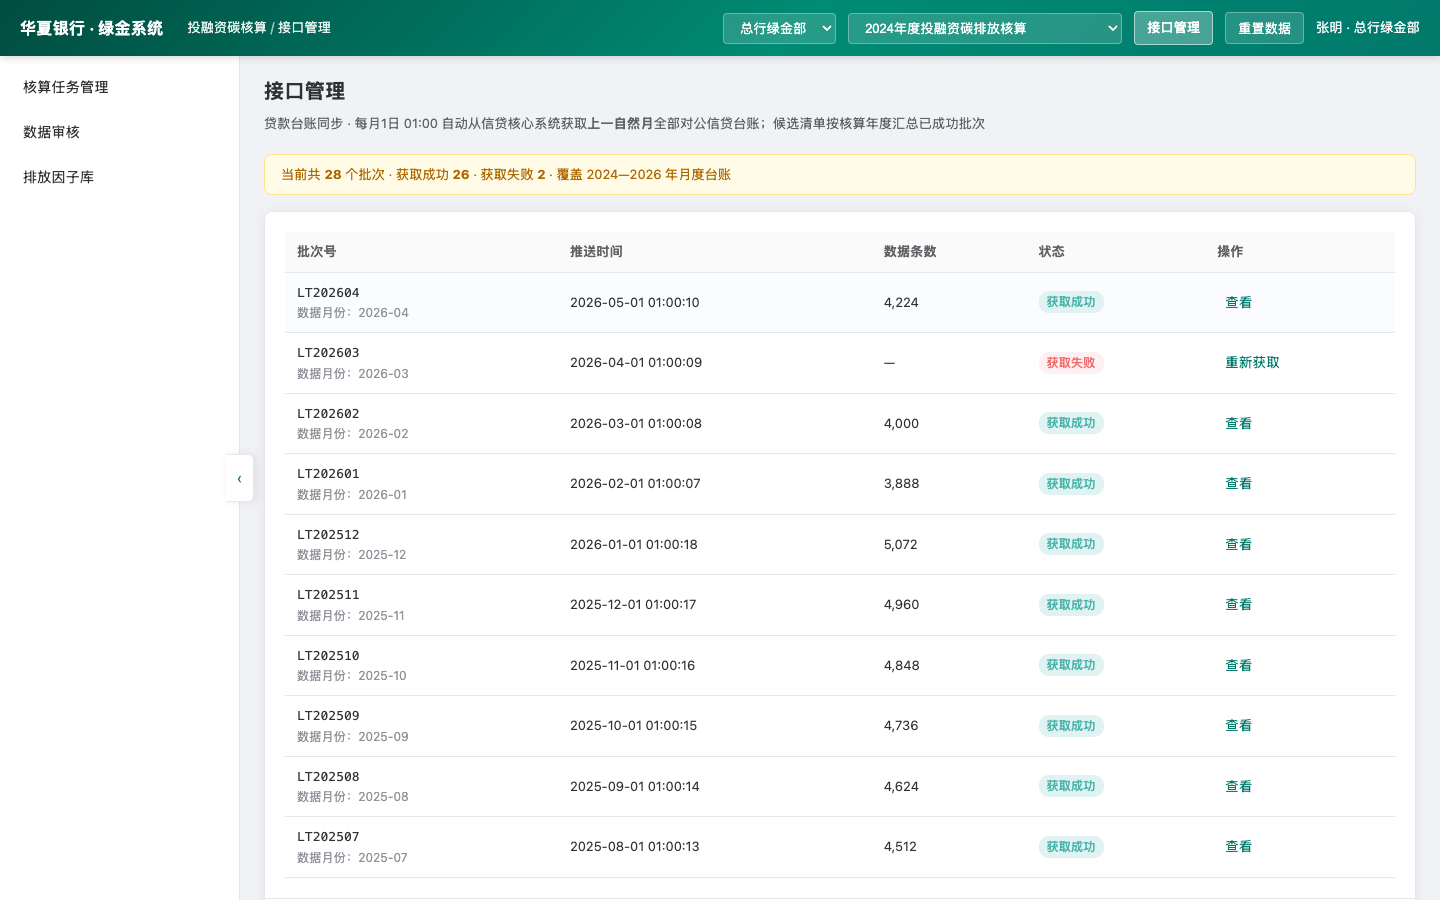 华夏银行 · 绿金系统 投融资碳核算 / 接口管理 总行绿金部 2024年度投融资碳排放核算 接口管理 重置数据 张明 · 总行绿金部
核算任务管理
数据审核
排放因子库
‹
接口管理
贷款台账同步 · 每月1日 01:00 自动从信贷核心系统获取上一自然月全部对公信贷台账；候选清单按核算年度汇总已成功批次
当前共 28 个批次 · 获取成功 26 · 获取失败 2 · 覆盖 2024—2026 年月度台账
批次号 推送时间 数据条数 状态 操作
LT202604
数据月份：2026-04
2026-05-01 01:00:10 4,224 获取成功 查看
LT202603
数据月份：2026-03
2026-04-01 01:00:09 — 获取失败 重新获取
LT202602
数据月份：2026-02
2026-03-01 01:00:08 4,000 获取成功 查看
LT202601
数据月份：2026-01
2026-02-01 01:00:07 3,888 获取成功 查看
LT202512
数据月份：2025-12
2026-01-01 01:00:18 5,072 获取成功 查看
LT202511
数据月份：2025-11
2025-12-01 01:00:17 4,960 获取成功 查看
LT202510
数据月份：2025-10
2025-11-01 01:00:16 4,848 获取成功 查看
LT202509
数据月份：2025-09
2025-10-01 01:00:15 4,736 获取成功 查看
LT202508
数据月份：2025-08
2025-09-01 01:00:14 4,624 获取成功 查看
LT202507
数据月份：2025-07
2025-08-01 01:00:13 4,512 获取成功 查看